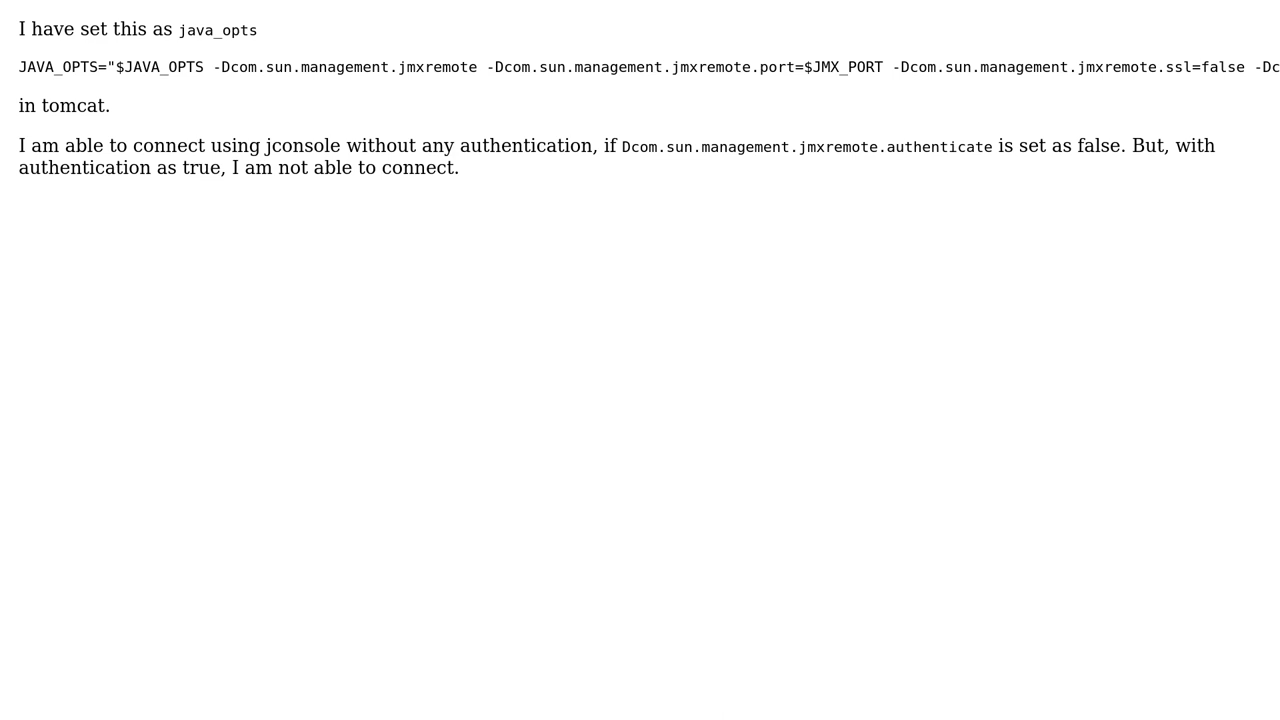 I have set this as java_opts
JAVA_OPTS="$JAVA_OPTS -Dcom.sun.management.jmxremote -Dcom.sun.management.jmxremote.port=$JMX_PORT -Dcom.sun.management.jmxremote.ssl=false -Dc
in tomcat.
I am able to connect using jconsole without any authentication, if Dcom.sun.management.jmxremote.authenticate is set as false. But, with
authentication as true, I am not able to connect.